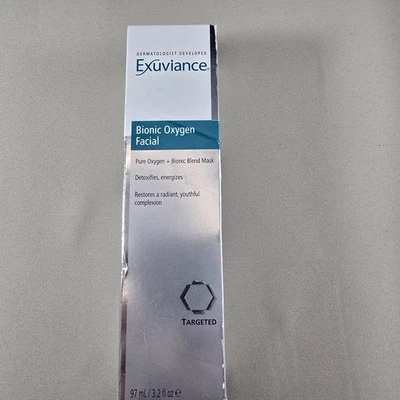 DERMATOLOGIST DEVELOPED
Exuviance®
Bionic Oxygen
Facial
Pure Oxygen + Bionic Blend Mask
Detoxifies, energizes
Restores a radiant, youthful
complexion
TARGETED
97 mL / 3.2 fl oz ℮